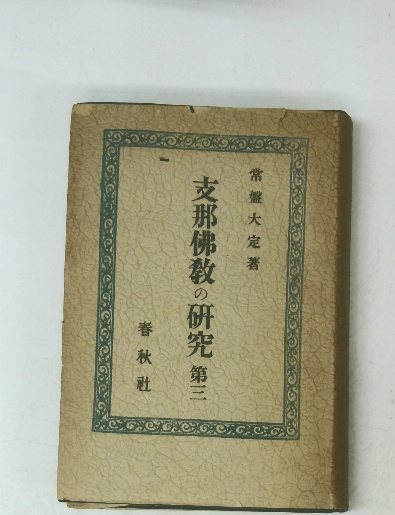 常盤大定著
支那佛教の研究 第三
春秋社